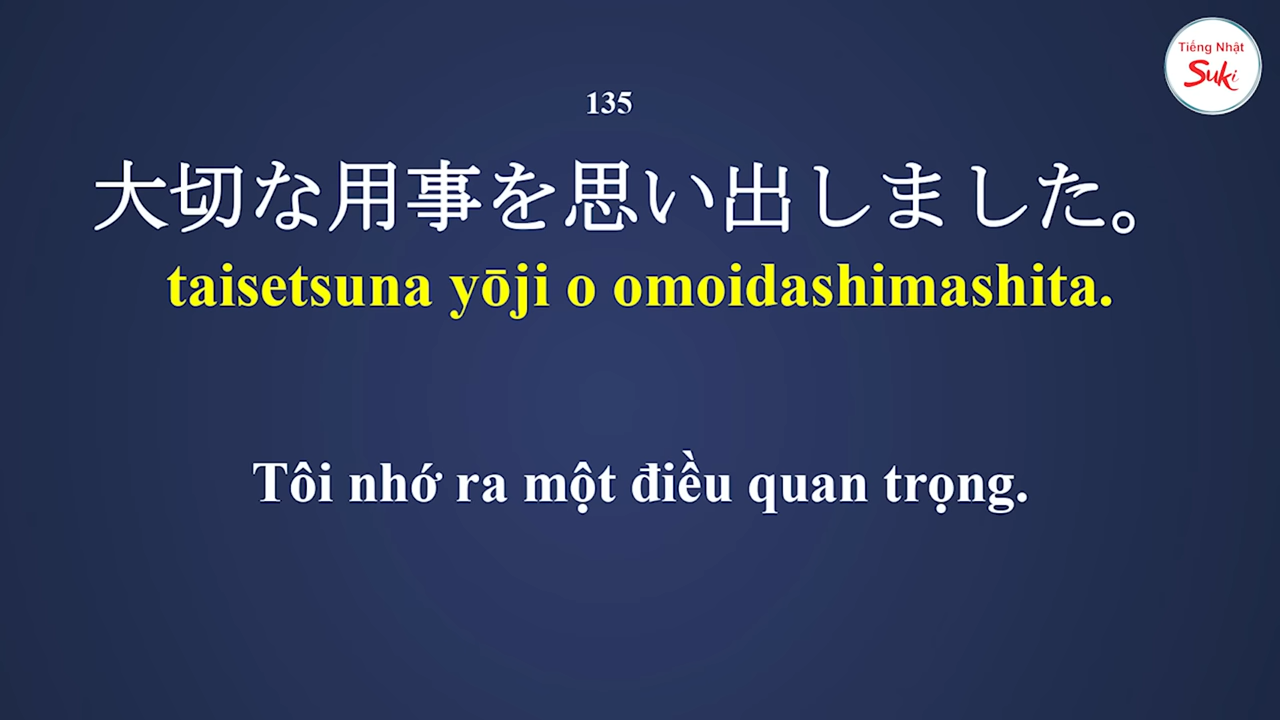 Tiếng Nhật
Suki
135
大切な用事を思い出しました。
taisetsuna yōji o omoidashimashita.
Tôi nhớ ra một điều quan trọng.